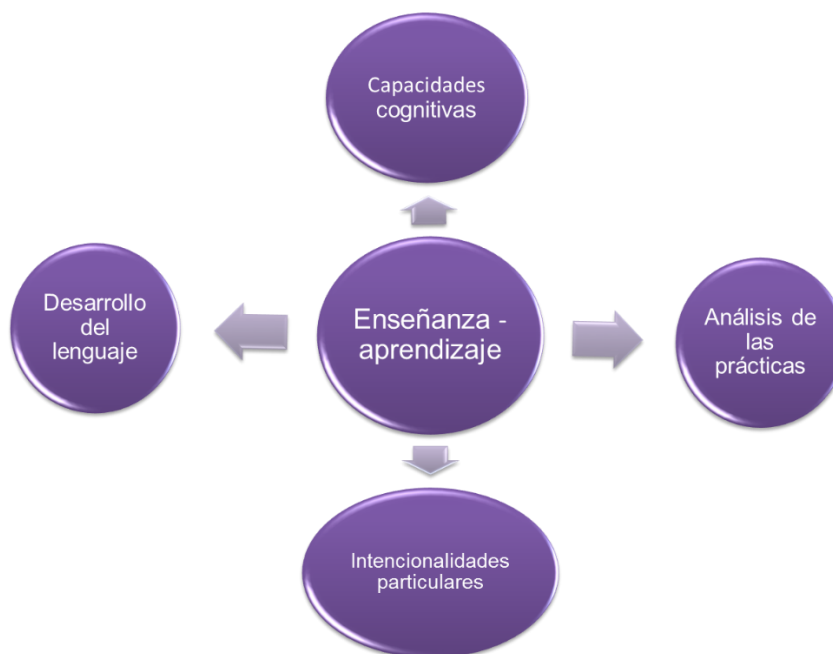 Capacidades
cognitivas
Desarrollo
del
lenguaje
Enseñanza -
aprendizaje
Análisis de
las
prácticas
Intencionalidades
particulares